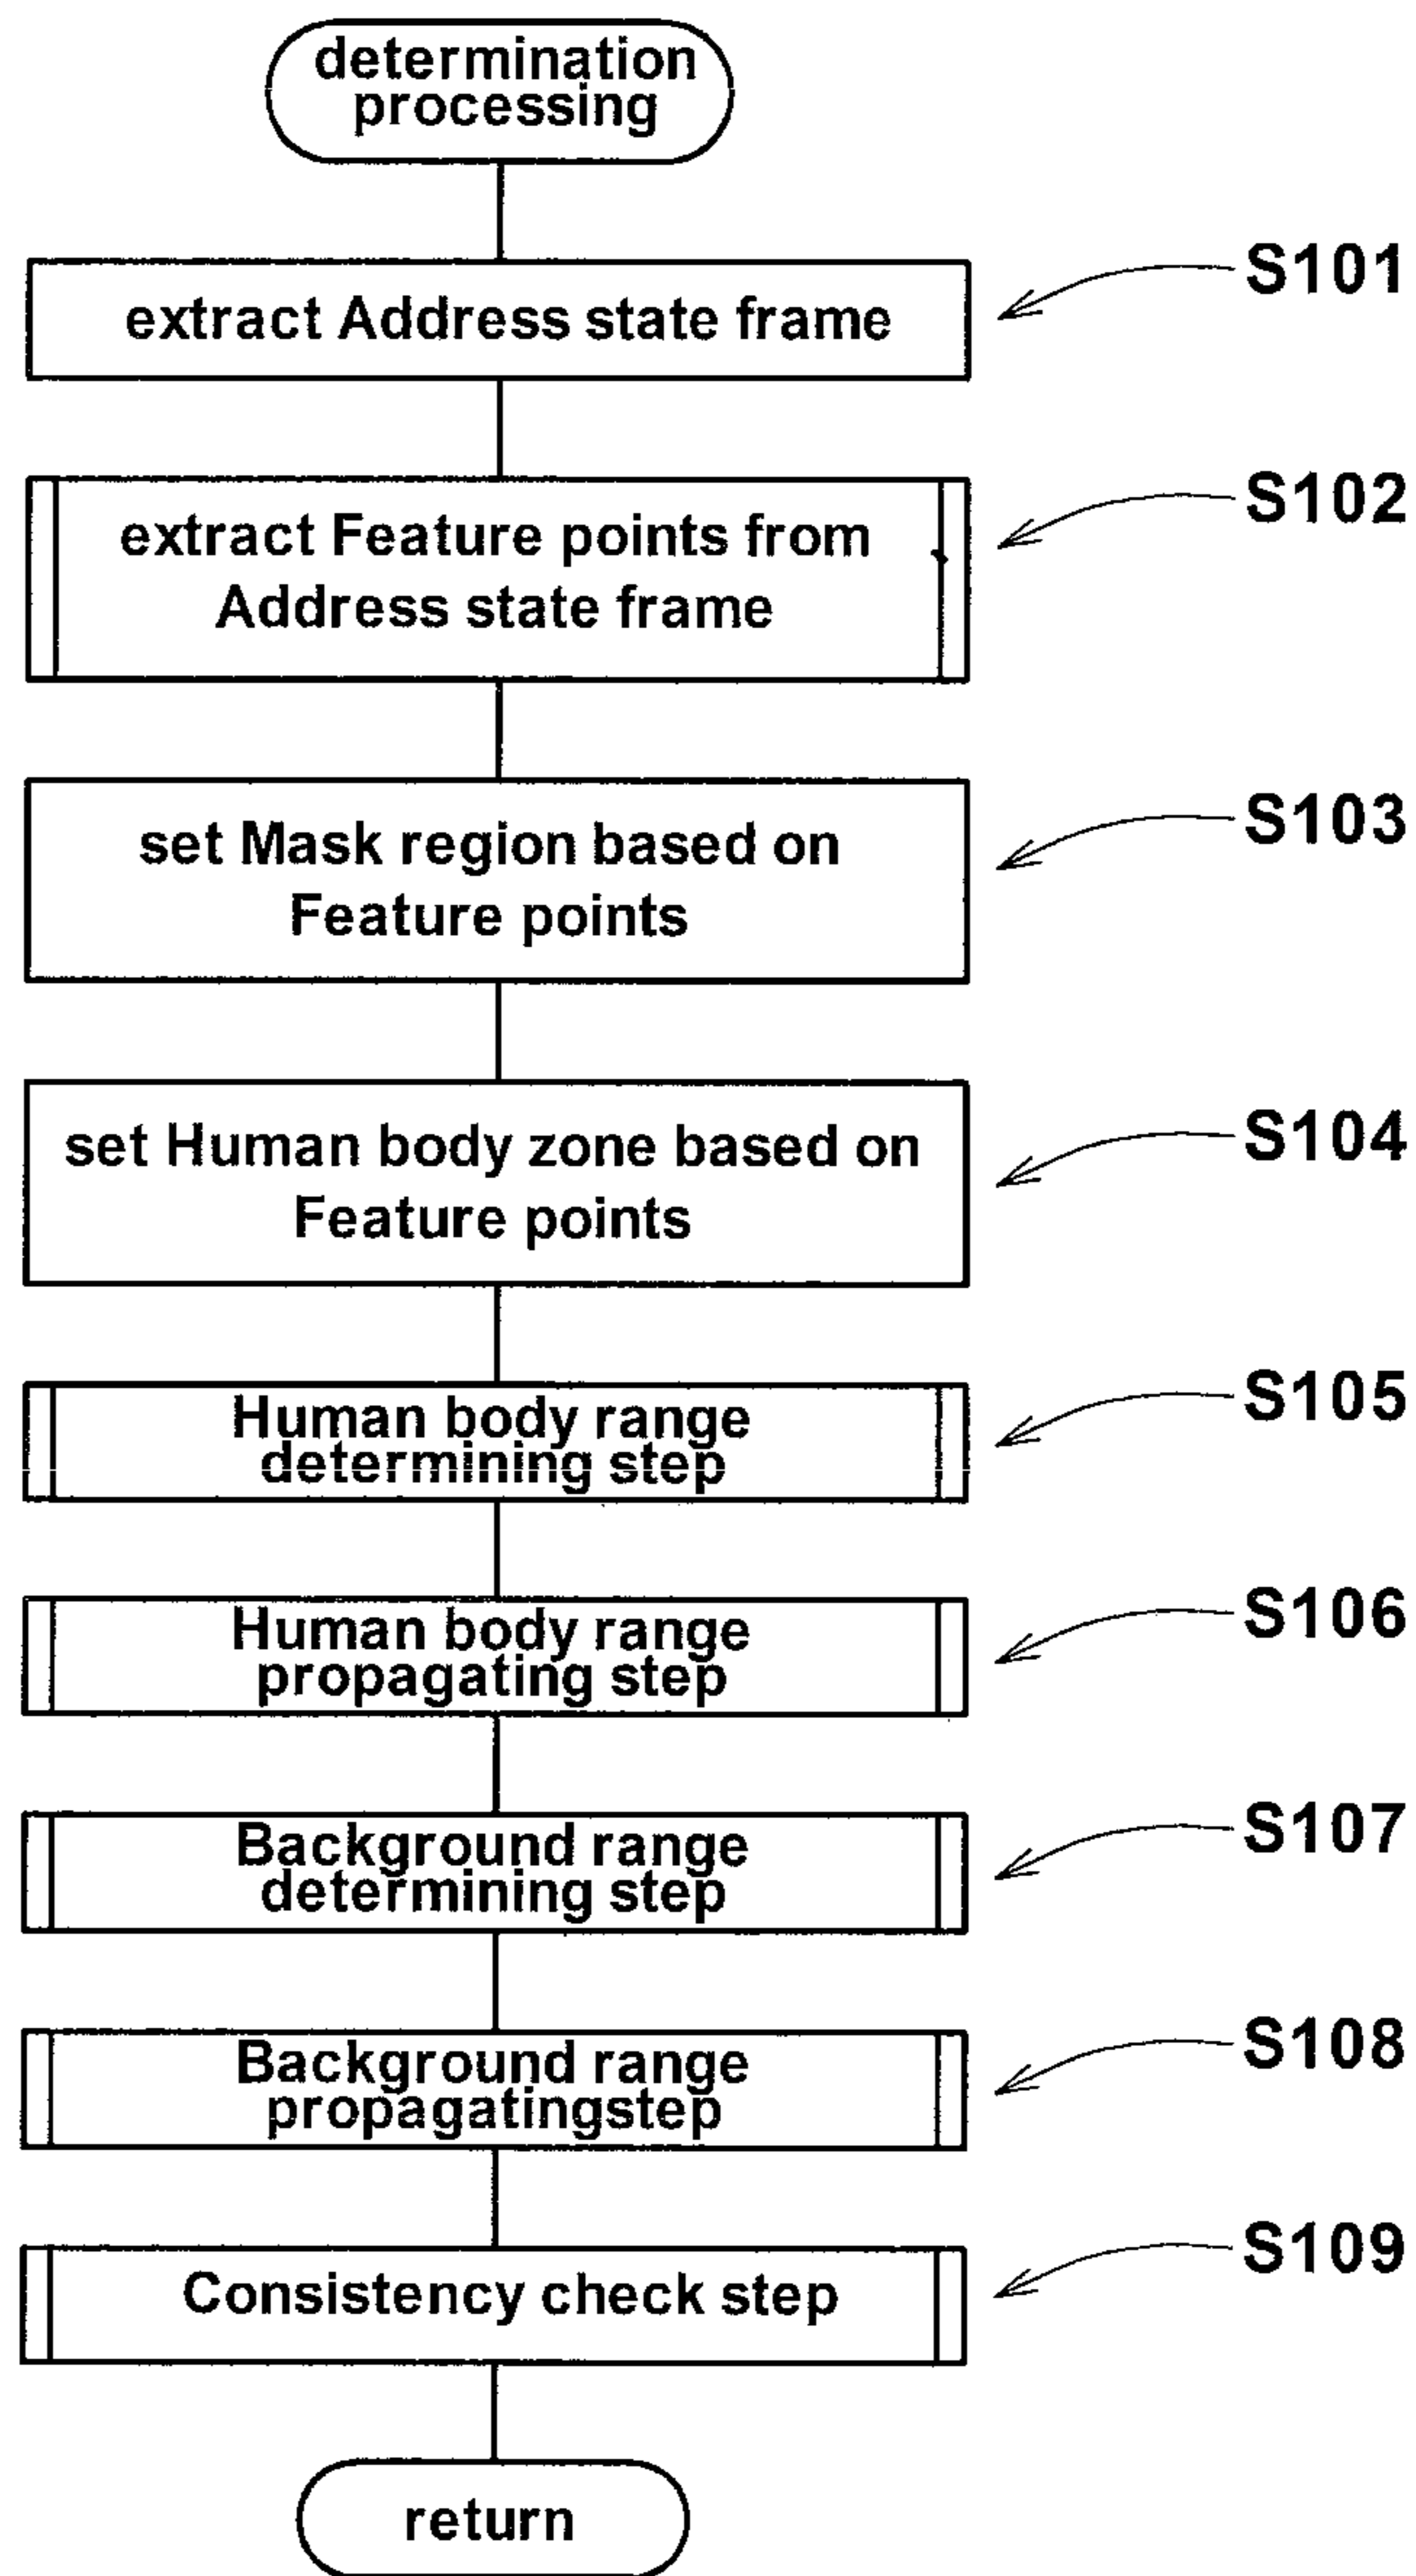 determination
processing
S101
extract Address state frame
S102
extract Feature points from
Address state frame
S103
set Mask region based on
Feature points
S104
set Human body zone based on
Feature points
S105
Human body range
determining step
S106
Human body range
propagating step
S107
Background range
determining step
S108
Background range
propagatingstep
S109
Consistency check step
return